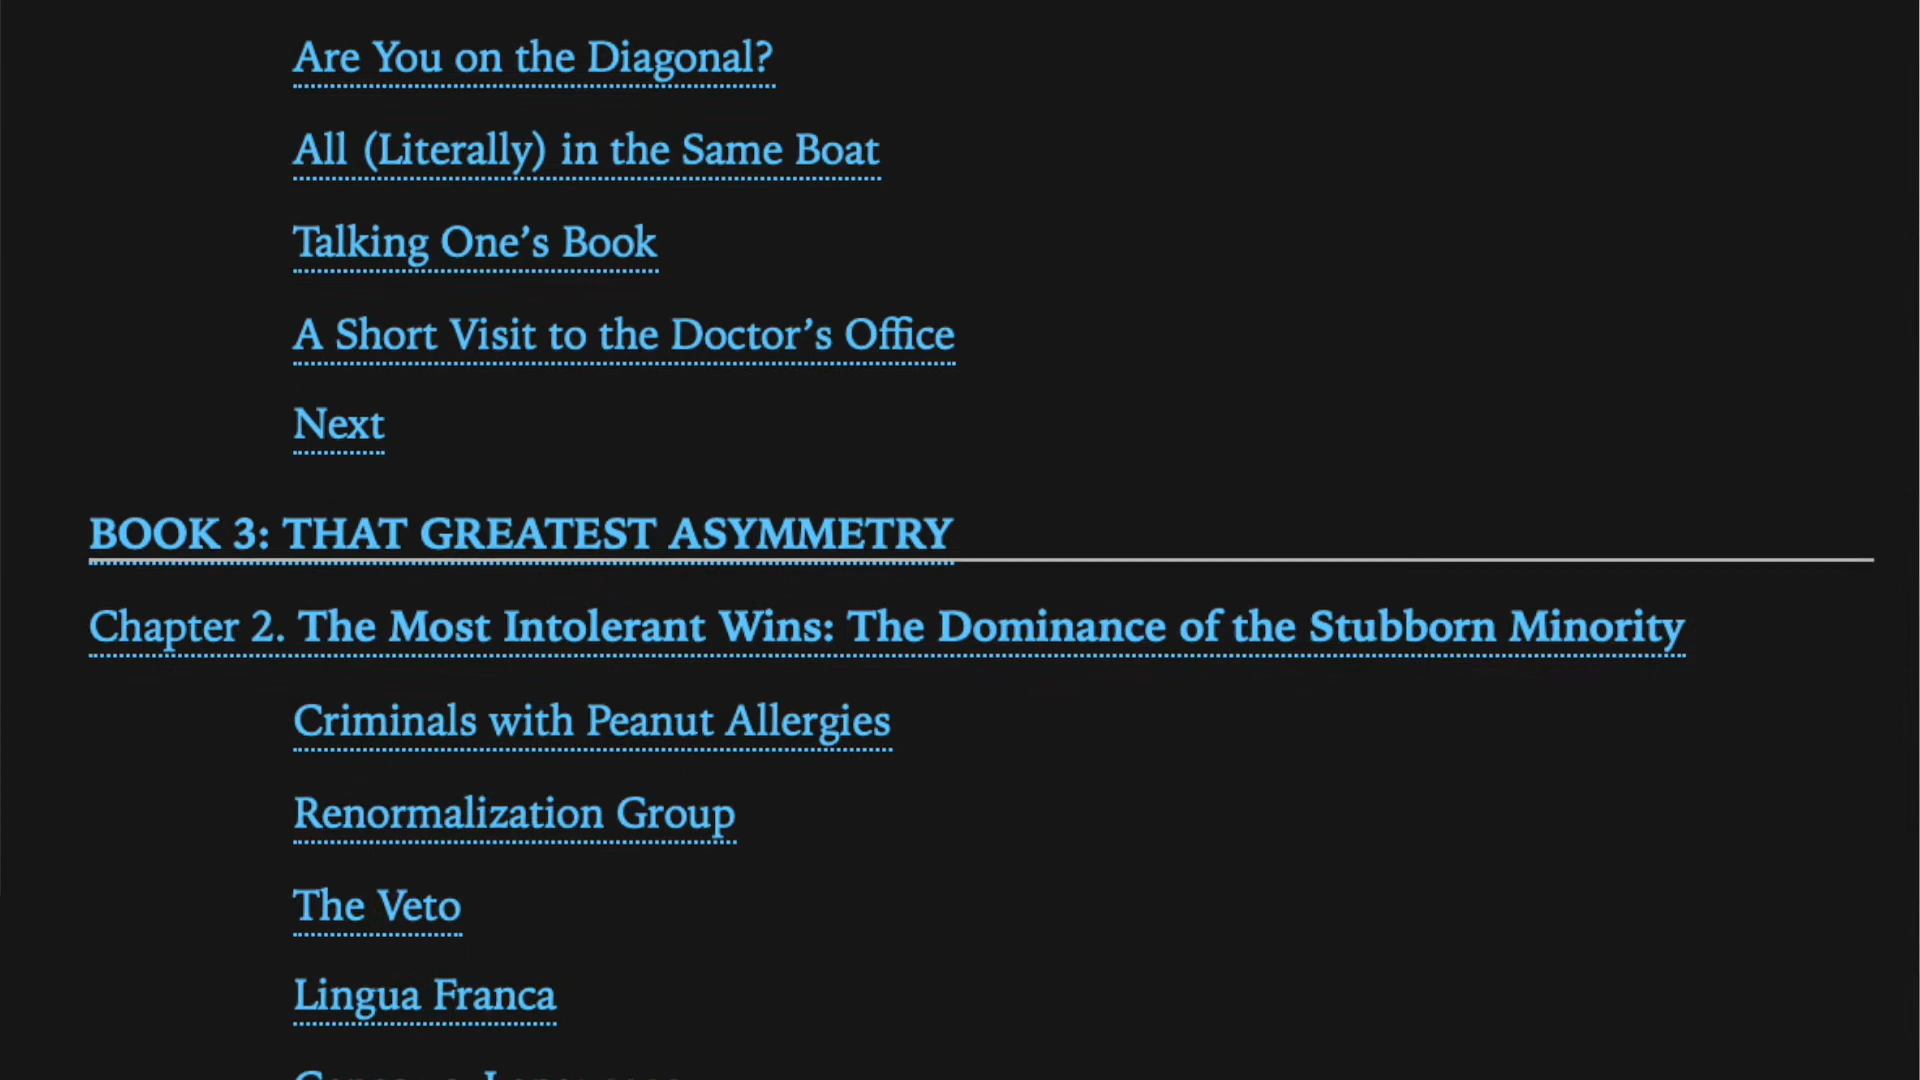 Are You on the Diagonal?
All (Literally) in the Same Boat
Talking One’s Book
A Short Visit to the Doctor’s Office
Next
BOOK 3: THAT GREATEST ASYMMETRY
Chapter 2. The Most Intolerant Wins: The Dominance of the Stubborn Minority
Criminals with Peanut Allergies
Renormalization Group
The Veto
Lingua Franca